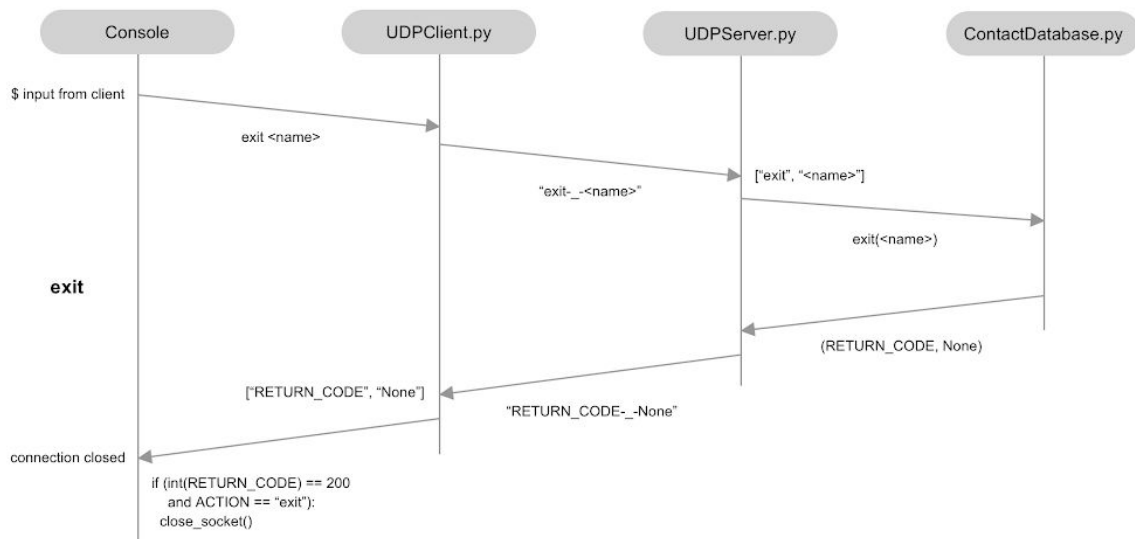 Console
UDPClient.py
UDPServer.py
ContactDatabase.py
$ input from client
exit <name>
“exit-_-<name>”
[“exit”, “<name>”]
exit(<name>)
exit
(RETURN_CODE, None)
[“RETURN_CODE”, “None”]
“RETURN_CODE-_-None”
connection closed
if (int(RETURN_CODE) == 200
and ACTION == “exit”):
close_socket()